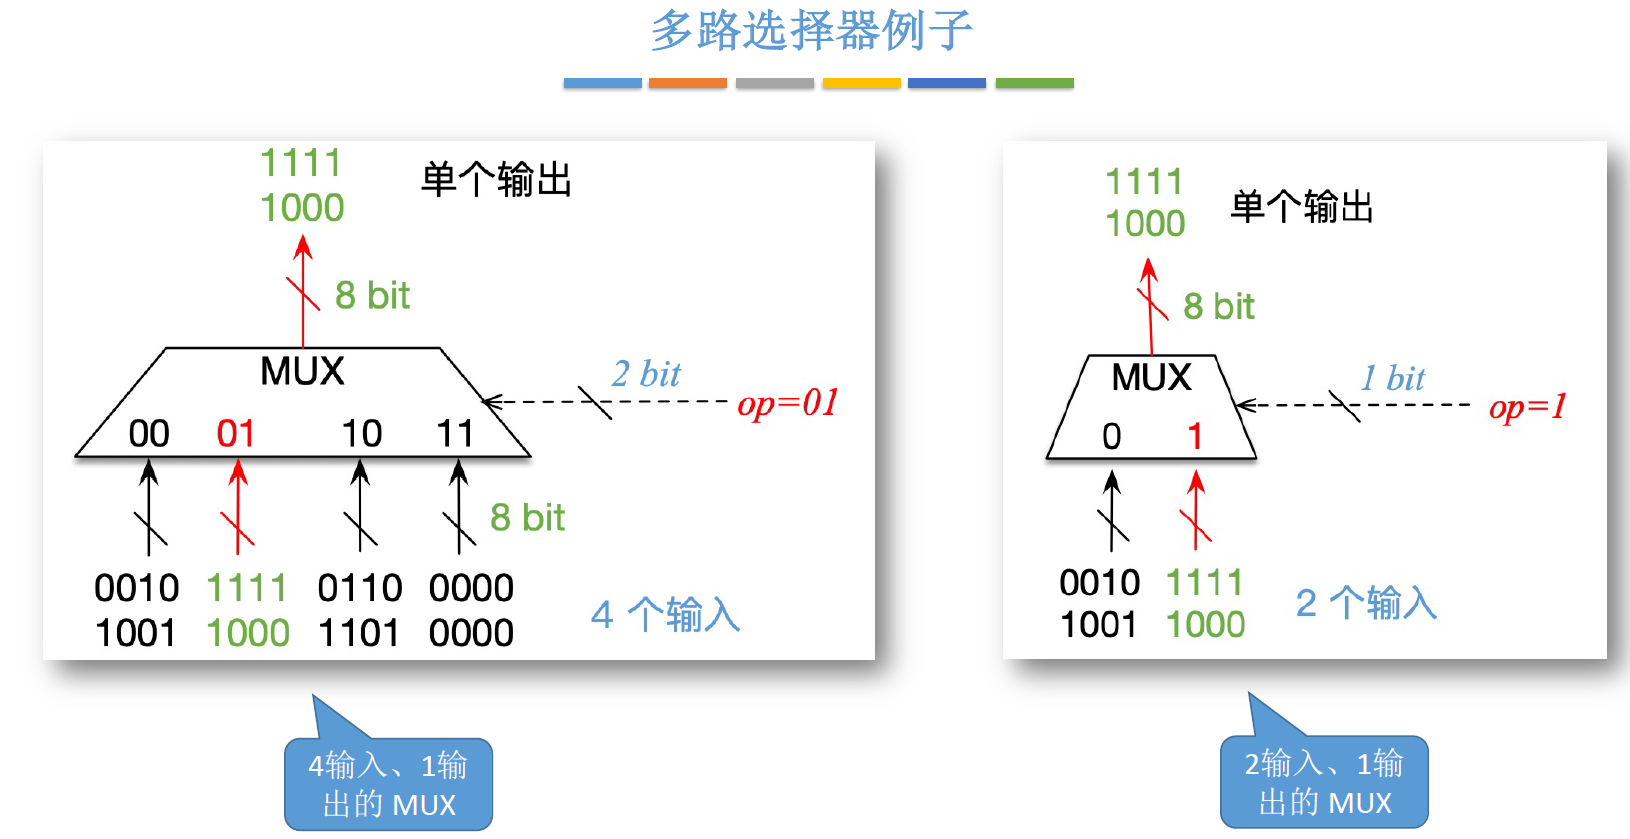 多路选择器例子
1111
1000
单个输出
8 bit
MUX
2 bit
op=01
00 01 10 11
8 bit
0010 1111 0110 0000
1001 1000 1101 0000
4 个输入
4输入、1输
出的 MUX
1111
1000
单个输出
8 bit
MUX
1 bit
op=1
0 1
0010 1111
1001 1000
2 个输入
2输入、1输
出的 MUX